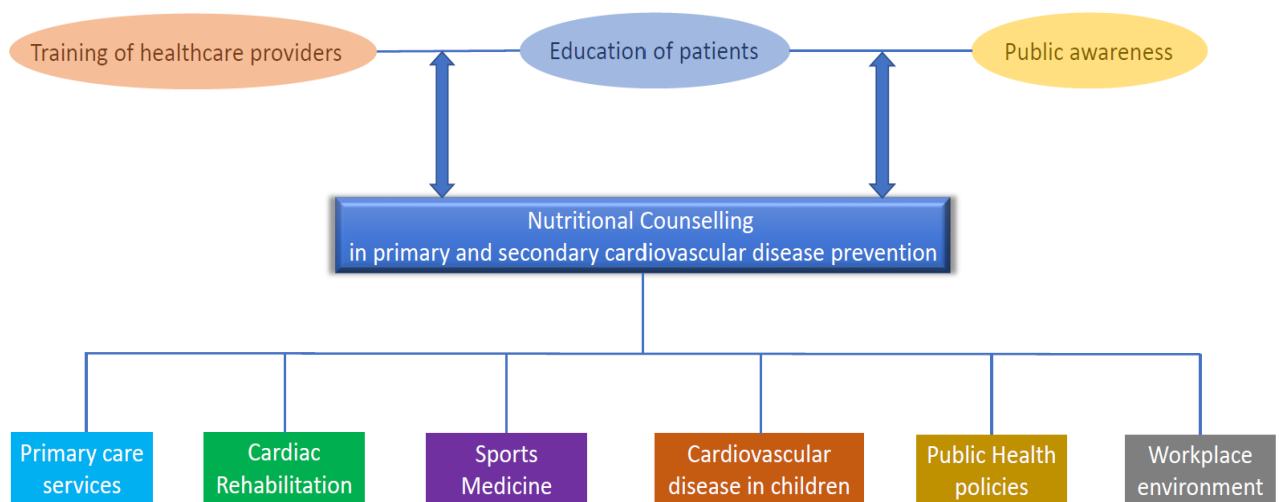 Training of healthcare providers
Education of patients
Public awareness
Nutritional Counselling
in primary and secondary cardiovascular disease prevention
Primary care
services
Cardiac
Rehabilitation
Sports
Medicine
Cardiovascular
disease in children
Public Health
policies
Workplace
environment